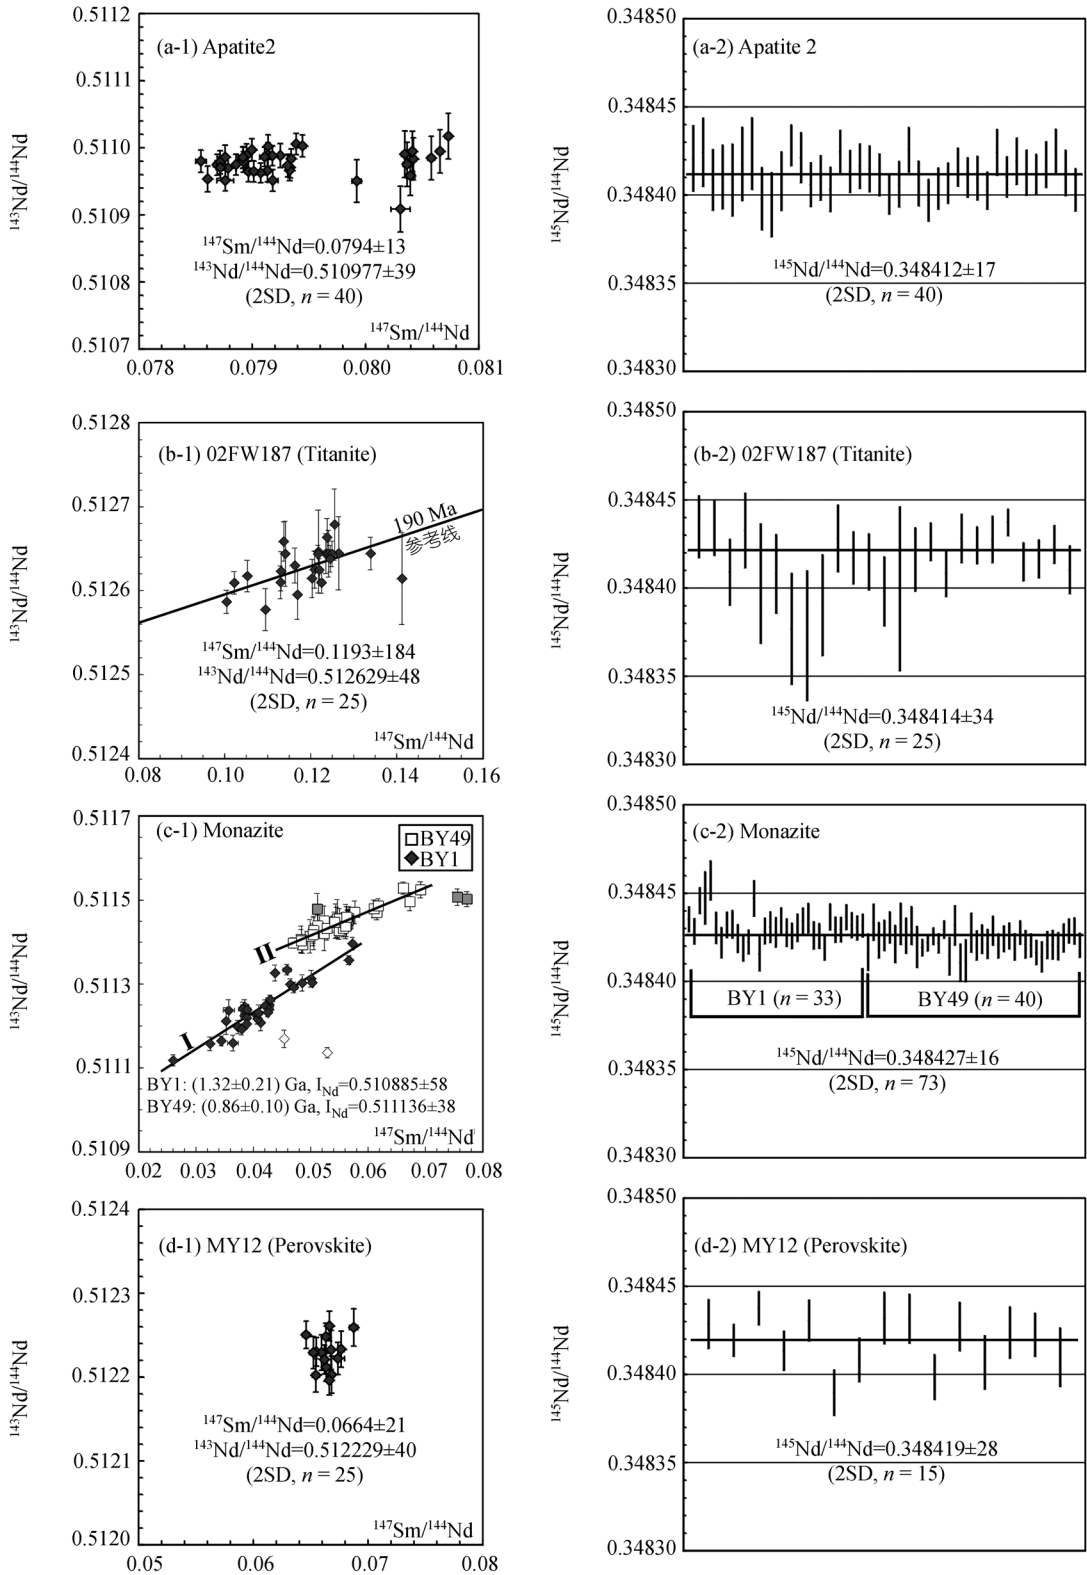 (a-1) Apatite2
0.5112
0.5111
0.5110
0.5109
0.5108
0.5107
¹⁴³Nd/¹⁴⁴Nd
¹⁴⁷Sm/¹⁴⁴Nd=0.0794±13
¹⁴³Nd/¹⁴⁴Nd=0.510977±39
(2SD, n = 40)
¹⁴⁷Sm/¹⁴⁴Nd
0.078 0.079 0.080 0.081
(a-2) Apatite 2
0.34850
0.34845
0.34840
0.34835
0.34830
¹⁴⁵Nd/¹⁴⁴Nd
¹⁴⁵Nd/¹⁴⁴Nd=0.348412±17
(2SD, n = 40)
(b-1) 02FW187 (Titanite)
0.5128
0.5127
0.5126
0.5125
0.5124
¹⁴³Nd/¹⁴⁴Nd
190 Ma
参考线
¹⁴⁷Sm/¹⁴⁴Nd=0.1193±184
¹⁴³Nd/¹⁴⁴Nd=0.512629±48
(2SD, n = 25)
¹⁴⁷Sm/¹⁴⁴Nd
0.08 0.10 0.12 0.14 0.16
(b-2) 02FW187 (Titanite)
0.34850
0.34845
0.34840
0.34835
0.34830
¹⁴⁵Nd/¹⁴⁴Nd
¹⁴⁵Nd/¹⁴⁴Nd=0.348414±34
(2SD, n = 25)
(c-1) Monazite
0.5117
0.5115
0.5113
0.5111
0.5109
¹⁴³Nd/¹⁴⁴Nd
BY49
BY1
II
I
BY1: (1.32±0.21) Ga, I_Nd=0.510885±58
BY49: (0.86±0.10) Ga, I_Nd=0.511136±38
¹⁴⁷Sm/¹⁴⁴Nd
0.02 0.03 0.04 0.05 0.06 0.07 0.08
(c-2) Monazite
0.34850
0.34845
0.34840
0.34835
0.34830
¹⁴⁵Nd/¹⁴⁴Nd
BY1 (n = 33) BY49 (n = 40)
¹⁴⁵Nd/¹⁴⁴Nd=0.348427±16
(2SD, n = 73)
(d-1) MY12 (Perovskite)
0.5124
0.5123
0.5122
0.5121
0.5120
¹⁴³Nd/¹⁴⁴Nd
¹⁴⁷Sm/¹⁴⁴Nd=0.0664±21
¹⁴³Nd/¹⁴⁴Nd=0.512229±40
(2SD, n = 25)
¹⁴⁷Sm/¹⁴⁴Nd
0.05 0.06 0.07 0.08
(d-2) MY12 (Perovskite)
0.34850
0.34845
0.34840
0.34835
0.34830
¹⁴⁵Nd/¹⁴⁴Nd
¹⁴⁵Nd/¹⁴⁴Nd=0.348419±28
(2SD, n = 15)